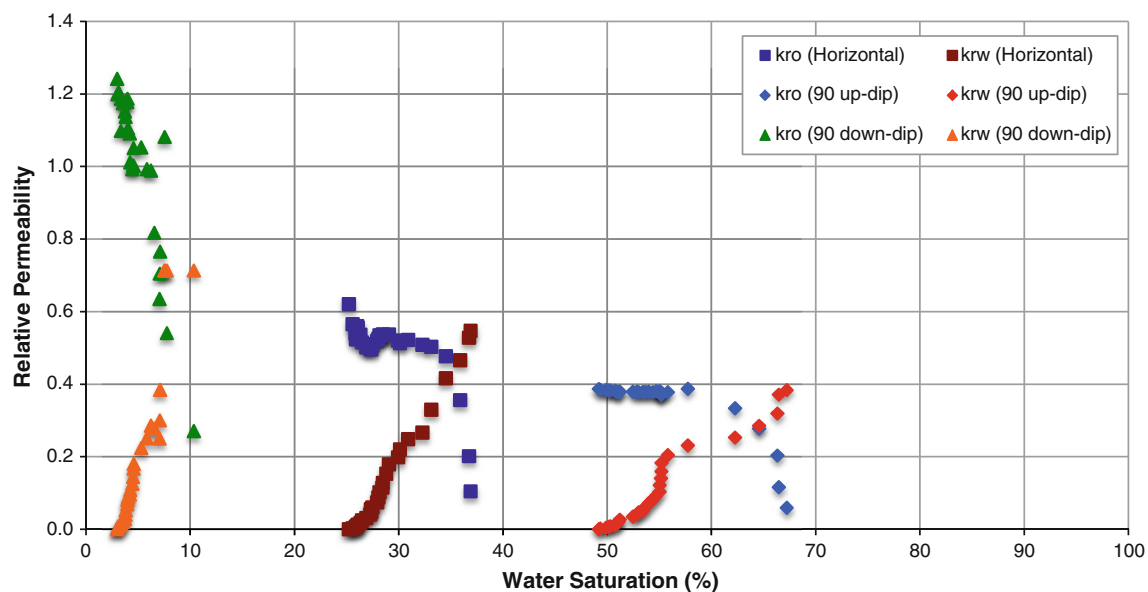 1.4
1.2
1.0
0.8
0.6
0.4
0.2
0.0
Relative Permeability
kro (Horizontal) krw (Horizontal)
kro (90 up-dip) krw (90 up-dip)
kro (90 down-dip) krw (90 down-dip)
0 10 20 30 40 50 60 70 80 90 100
Water Saturation (%)